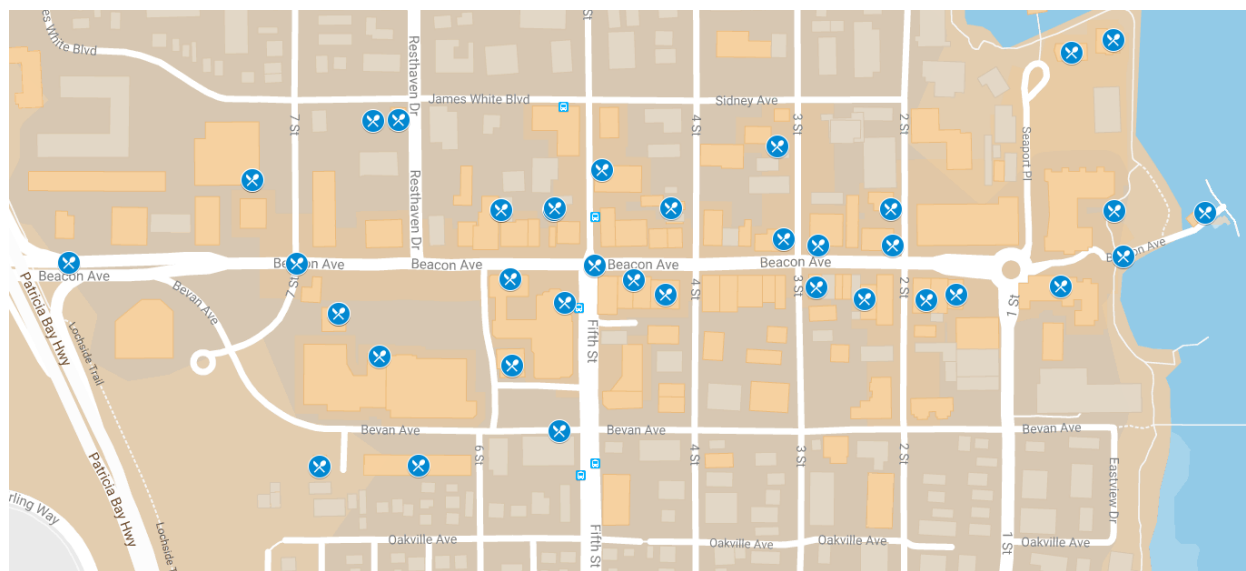 es White Blvd
Resthaven Dr
St
James White Blvd
4 St
Sidney Ave
3 St
2 St
7 St
Seaport Pl
Resthaven Dr
Beacon Ave
Beacon Ave
Beacon Ave
Beacon Ave
Beacon Ave
on Ave
7 St
4 St
3 St
2 St
1 St
Patricia Bay Hwy
Bevan Ave
Lochside Trail
Fifth St
Bevan Ave
Bevan Ave
Bevan Ave
6 St
4 St
3 St
2 St
Patricia Bay Hwy
Eastview Dr
rling Way
Lochside T
Oakville Ave
Fifth St
Oakville Ave
Oakville Ave
1 St
Oakville Ave